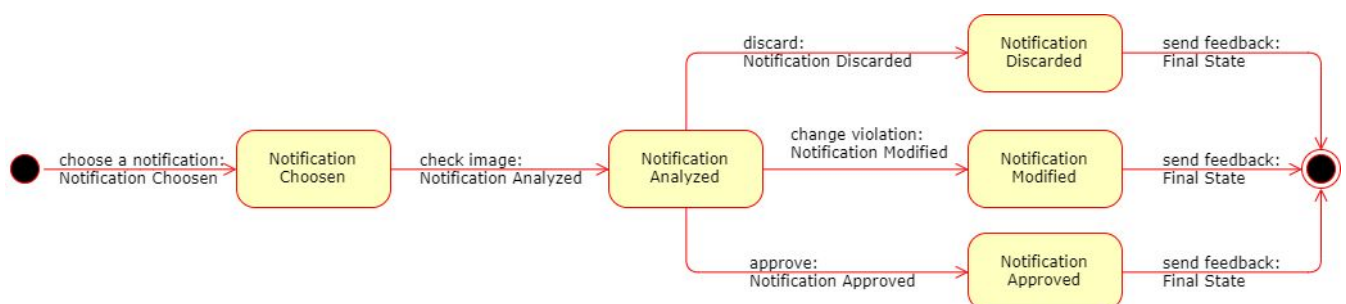 choose a notification:
Notification Choosen
Notification
Choosen
check image:
Notification Analyzed
Notification
Analyzed
discard:
Notification Discarded
Notification
Discarded
send feedback:
Final State
change violation:
Notification Modified
Notification
Modified
send feedback:
Final State
approve:
Notification Approved
Notification
Approved
send feedback:
Final State